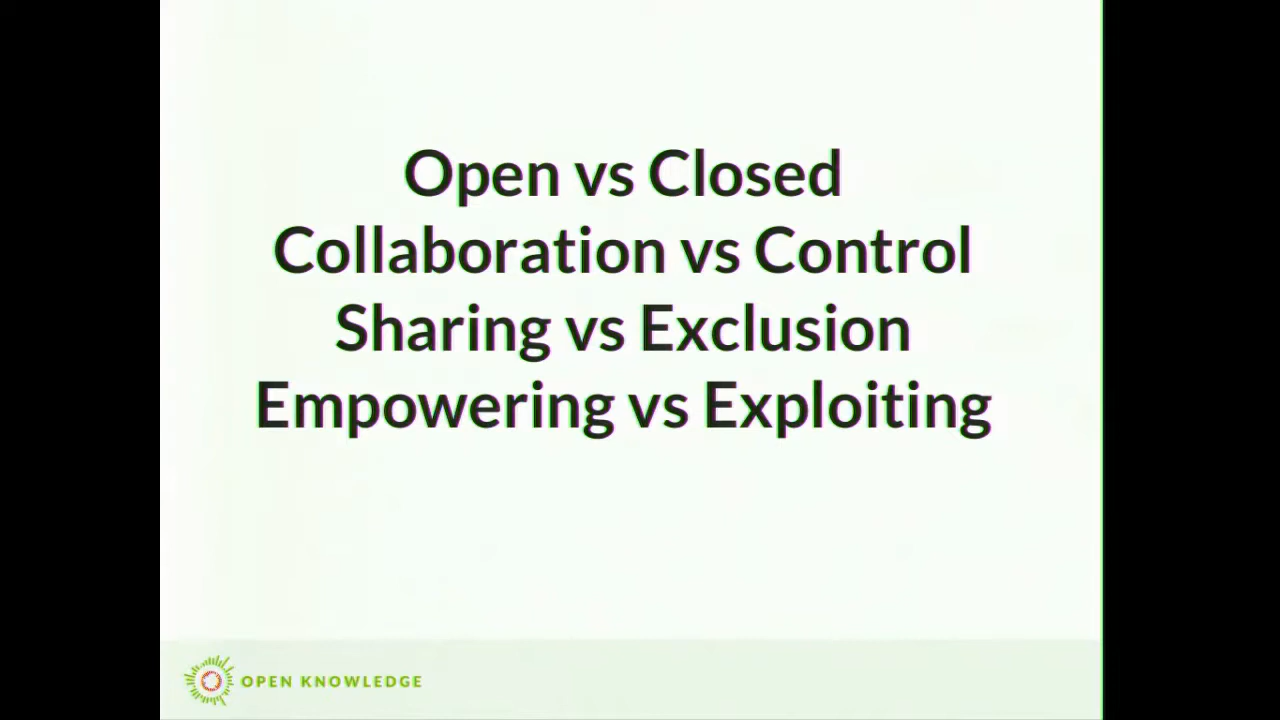 Open vs Closed
Collaboration vs Control
Sharing vs Exclusion
Empowering vs Exploiting
OPEN KNOWLEDGE